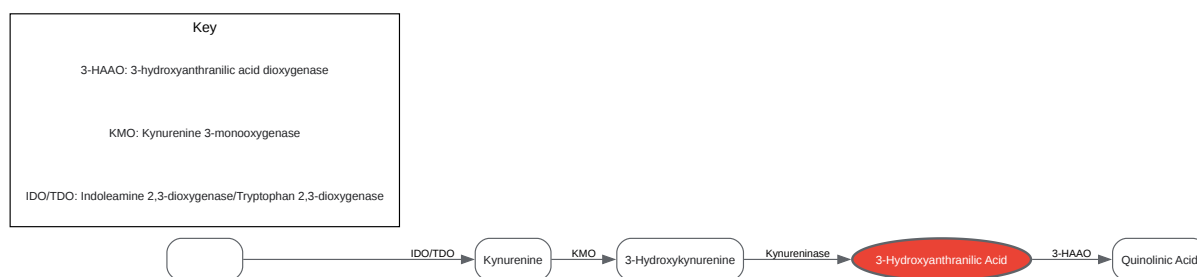 Key
3-HAAO: 3-hydroxyanthranilic acid dioxygenase
KMO: Kynurenine 3-monooxygenase
IDO/TDO: Indoleamine 2,3-dioxygenase/Tryptophan 2,3-dioxygenase
IDO/TDO
Kynurenine
KMO
3-Hydroxykynurenine
Kynureninase
3-Hydroxyanthranilic Acid
3-HAAO
Quinolinic Acid